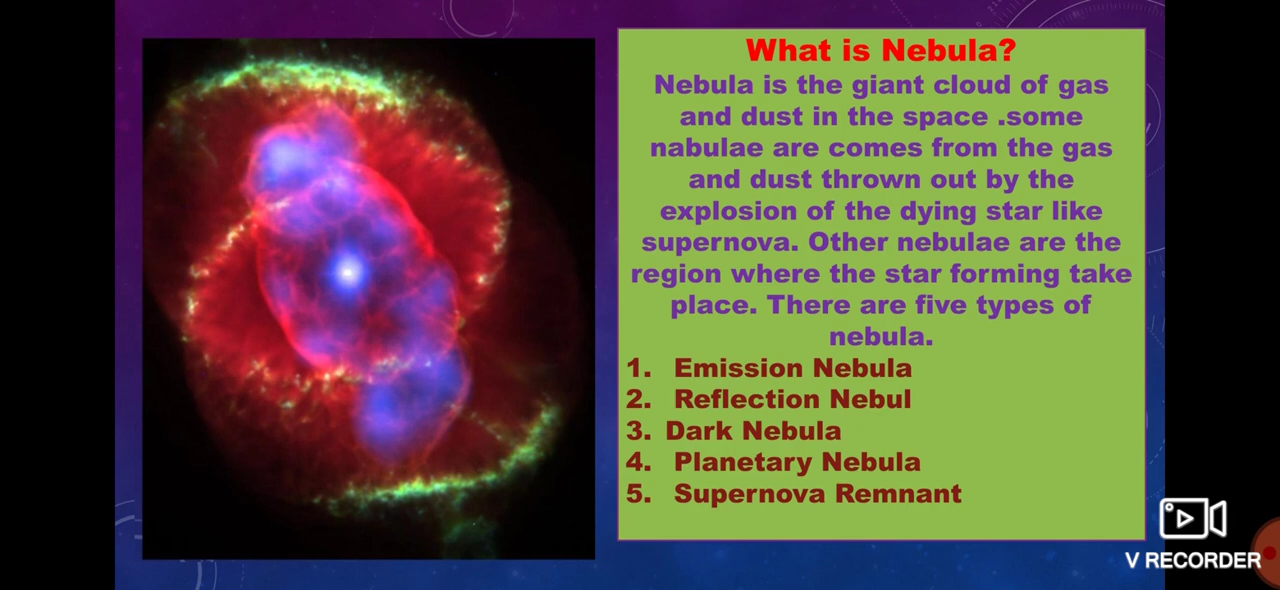 What is Nebula?
Nebula is the giant cloud of gas
and dust in the space .some
nabulae are comes from the gas
and dust thrown out by the
explosion of the dying star like
supernova. Other nebulae are the
region where the star forming take
place. There are five types of
nebula.
1. Emission Nebula
2. Reflection Nebul
3. Dark Nebula
4. Planetary Nebula
5. Supernova Remnant
V RECORDER